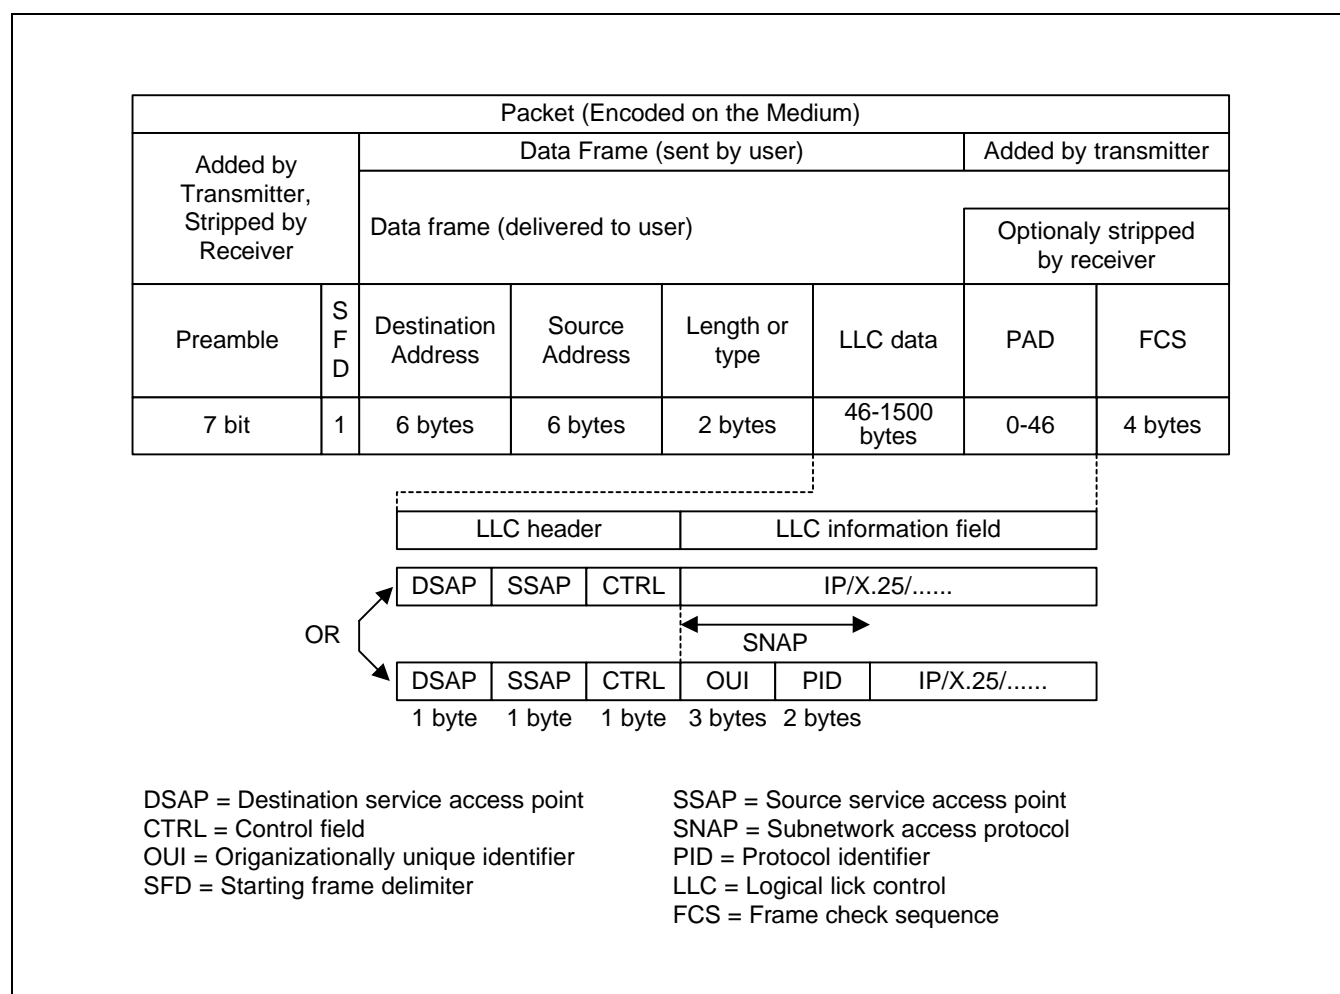 Packet (Encoded on the Medium)
Added by
Transmitter,
Stripped by
Receiver
Data Frame (sent by user)
Added by transmitter
Data frame (delivered to user)
Optionaly stripped
by receiver
Preamble
S
F
D
Destination
Address
Source
Address
Length or
type
LLC data
PAD
FCS
7 bit
1
6 bytes
6 bytes
2 bytes
46-1500
bytes
0-46
4 bytes
LLC header
LLC information field
DSAP
SSAP
CTRL
IP/X.25/......
OR
SNAP
DSAP
SSAP
CTRL
OUI
PID
IP/X.25/......
1 byte
1 byte
1 byte
3 bytes
2 bytes
DSAP = Destination service access point
CTRL = Control field
OUI = Origanizationally unique identifier
SFD = Starting frame delimiter
SSAP = Source service access point
SNAP = Subnetwork access protocol
PID = Protocol identifier
LLC = Logical lick control
FCS = Frame check sequence